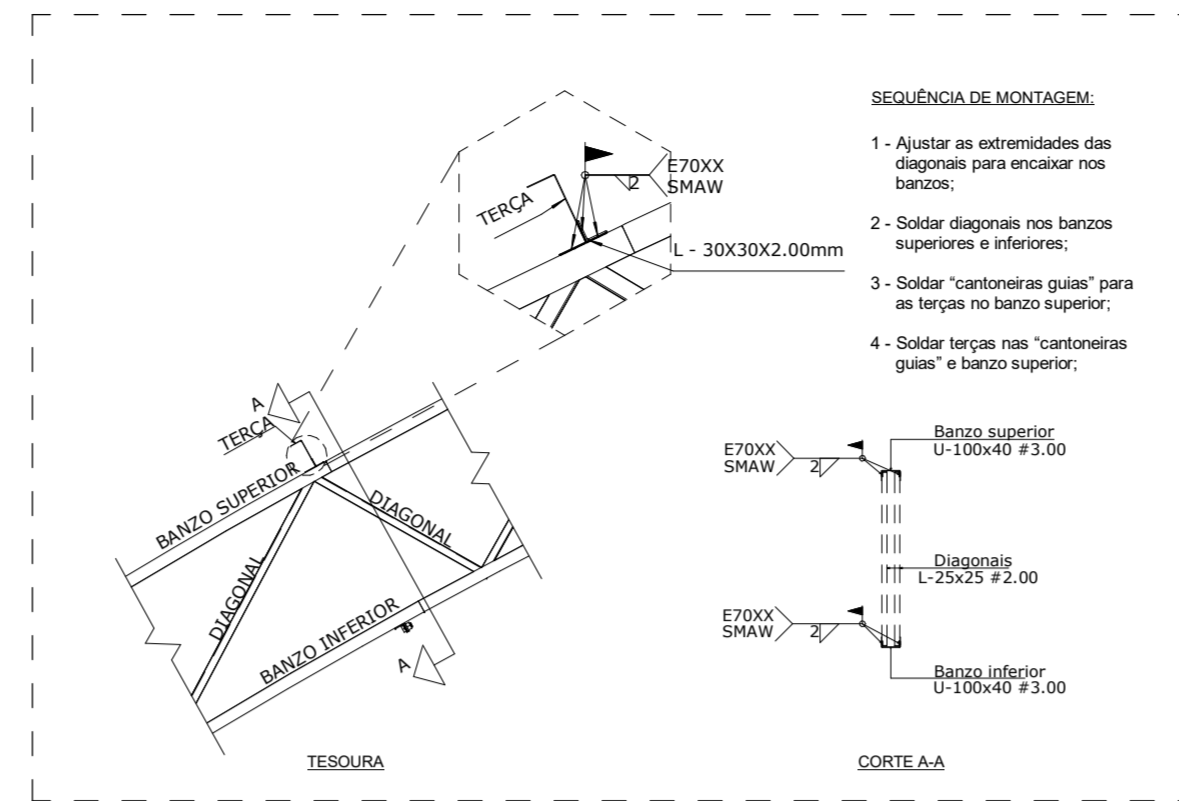 SEQUÊNCIA DE MONTAGEM:
1 - Ajustar as extremidades das
diagonais para encaixar nos
banzos;
2 - Soldar diagonais nos banzos
superiores e inferiores;
3 - Soldar “cantoneiras guias” para
as terças no banzo superior;
4 - Soldar terças nas “cantoneiras
guias” e banzo superior;
E70XX
SMAW
2
TERÇA
L - 30X30X2.00mm
A
TERÇA
BANZO SUPERIOR
DIAGONAL
DIAGONAL
BANZO INFERIOR
A
TESOURA
Banzo superior
U-100x40 #3.00
E70XX
SMAW
2
Diagonais
L-25x25 #2.00
E70XX
SMAW
2
Banzo inferior
U-100x40 #3.00
CORTE A-A